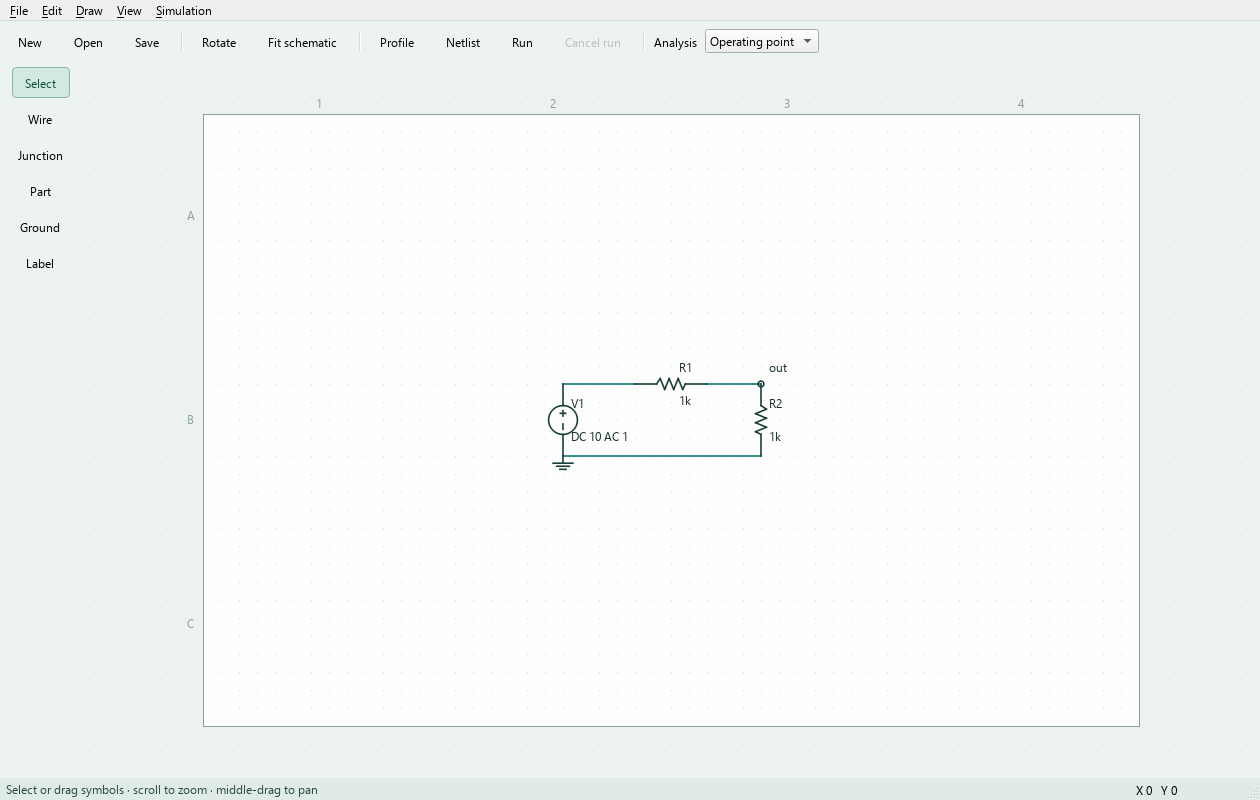 File Edit Draw View Simulation
New Open Save Rotate Fit schematic Profile Netlist Run Cancel run Analysis Operating point
Select
Wire
Junction
Part
Ground
Label
1 2 3 4
A
B
C
R1
1k
out
V1
DC 10 AC 1
R2
1k
Select or drag symbols · scroll to zoom · middle-drag to pan
X 0 Y 0